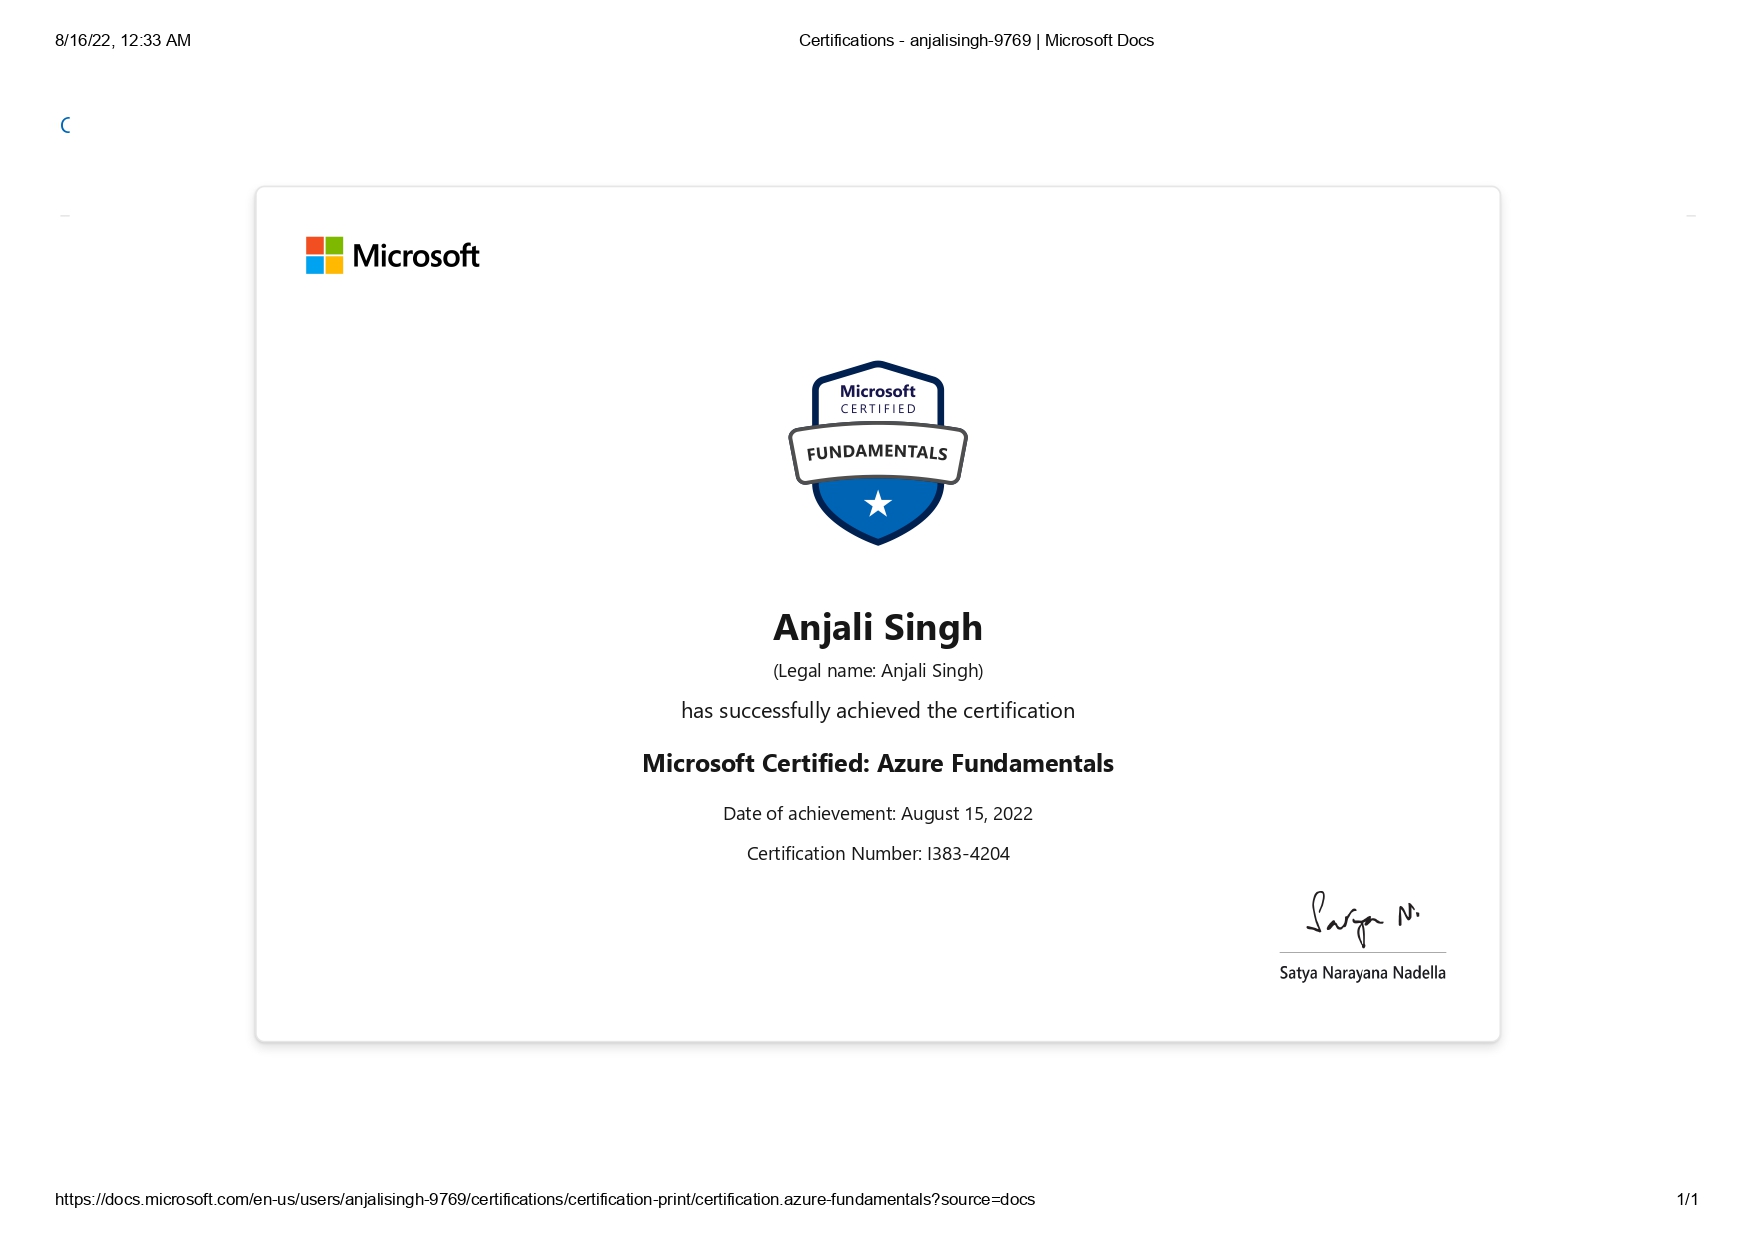 8/16/22, 12:33 AM
Certifications - anjalisingh-9769 | Microsoft Docs
Microsoft
Microsoft
CERTIFIED
FUNDAMENTALS
Anjali Singh
(Legal name: Anjali Singh)
has successfully achieved the certification
Microsoft Certified: Azure Fundamentals
Date of achievement: August 15, 2022
Certification Number: I383-4204
Satya N.
Satya Narayana Nadella
https://docs.microsoft.com/en-us/users/anjalisingh-9769/certifications/certification-print/certification.azure-fundamentals?source=docs
1/1